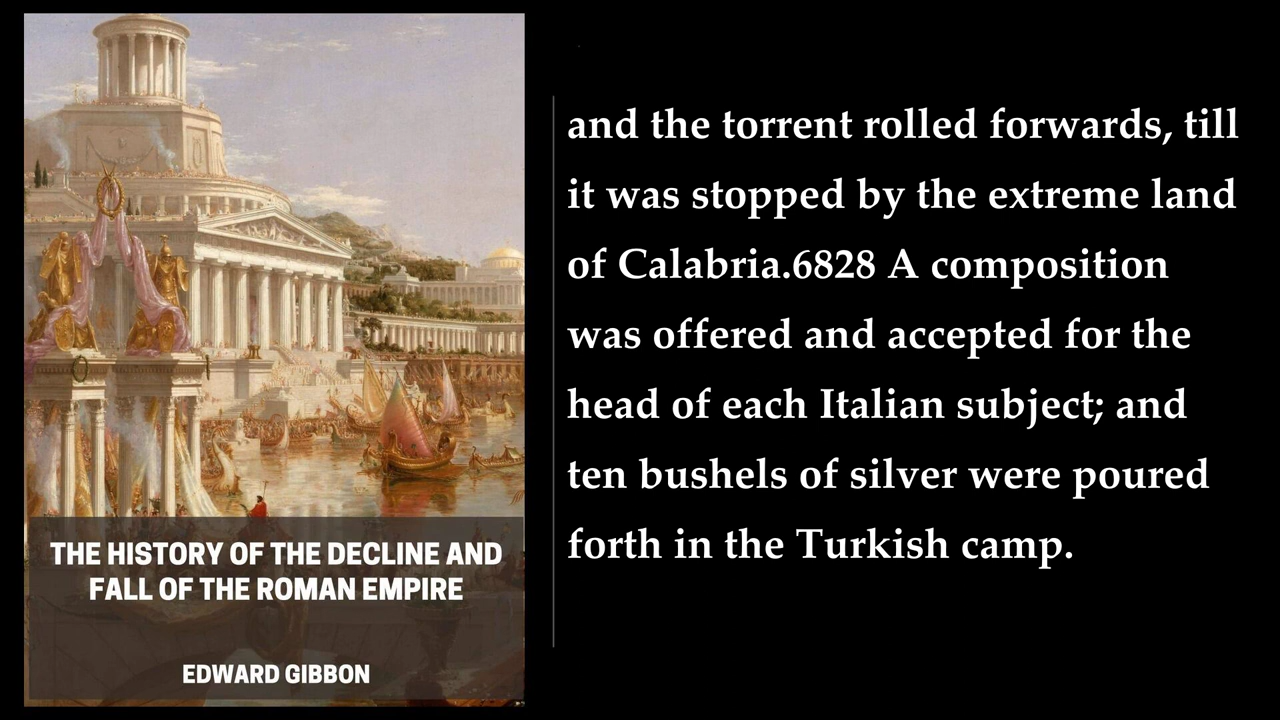 THE HISTORY OF THE DECLINE AND
FALL OF THE ROMAN EMPIRE
EDWARD GIBBON
and the torrent rolled forwards, till
it was stopped by the extreme land
of Calabria.6828 A composition
was offered and accepted for the
head of each Italian subject; and
ten bushels of silver were poured
forth in the Turkish camp.